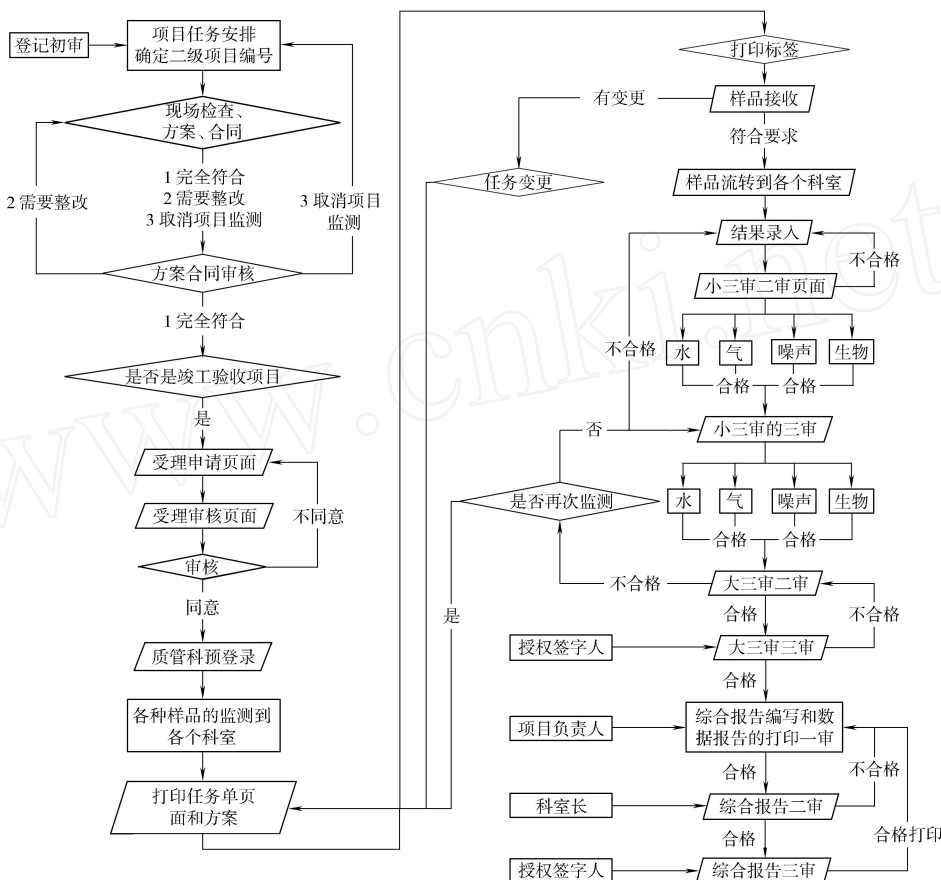 登记初审
项目任务安排
确定二级项目编号
现场检查、
方案、合同
1 完全符合
2 需要整改
3 取消项目监测
2 需要整改
3 取消项目
监测
方案合同审核
1 完全符合
是否是竣工验收项目
是
受理申请页面
受理审核页面
不同意
审核
同意
质管科预登录
各种样品的监测到
各个科室
打印任务单页
面和方案
打印标签
有变更
样品接收
符合要求
任务变更
样品流转到各个科室
结果录入
不合格
小三审二审页面
不合格
水
气
噪声
生物
合格
合格
否
小三审的三审
是否再次监测
水
气
噪声
生物
合格
合格
不合格
大三审二审
是
合格
不合格
授权签字人
大三审三审
合格
项目负责人
综合报告编写和数
据报告的打印一审
合格
不合格
科室长
综合报告二审
合格
合格打印
授权签字人
综合报告三审
www.cnki.net